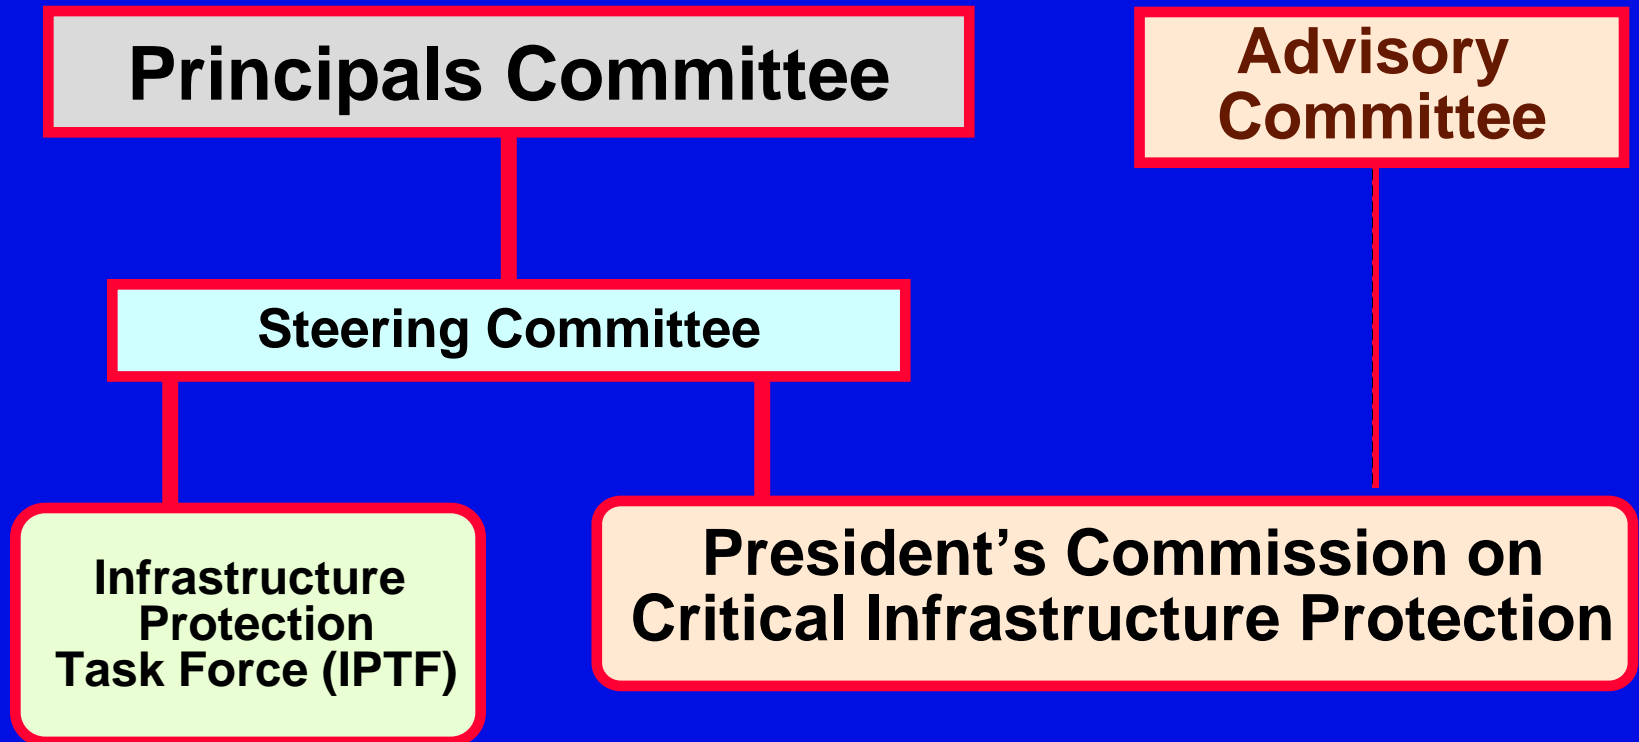 Principals Committee
Advisory
Committee
Steering Committee
Infrastructure
Protection
Task Force (IPTF)
President’s Commission on
Critical Infrastructure Protection